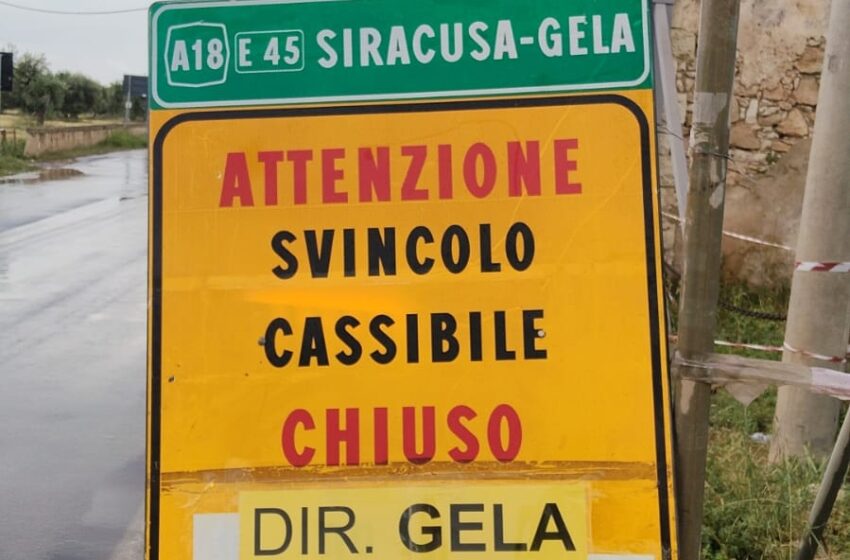 A18 E 45 SIRACUSA-GELA
ATTENZIONE
SVINCOLO
CASSIBILE
CHIUSO
DIR. GELA